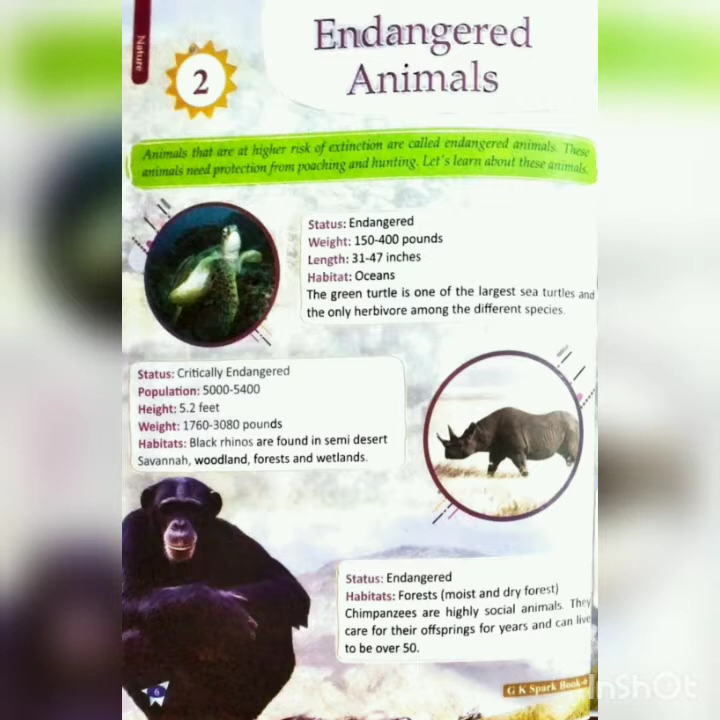 Nature
2
Endangered
Animals
Animals that are at higher risk of extinction are called endangered animals. These
animals need protection from poaching and hunting. Let's learn about these animals.
Status: Endangered
Weight: 150-400 pounds
Length: 31-47 inches
Habitat: Oceans
The green turtle is one of the largest sea turtles and
the only herbivore among the different species.
Status: Critically Endangered
Population: 5000-5400
Height: 5.2 feet
Weight: 1760-3080 pounds
Habitats: Black rhinos are found in semi desert
Savannah, woodland, forests and wetlands.
Status: Endangered
Habitats: Forests (moist and dry forest)
Chimpanzees are highly social animals. They
care for their offsprings for years and can live
to be over 50.
6
G K Spark Book-4
InShOt